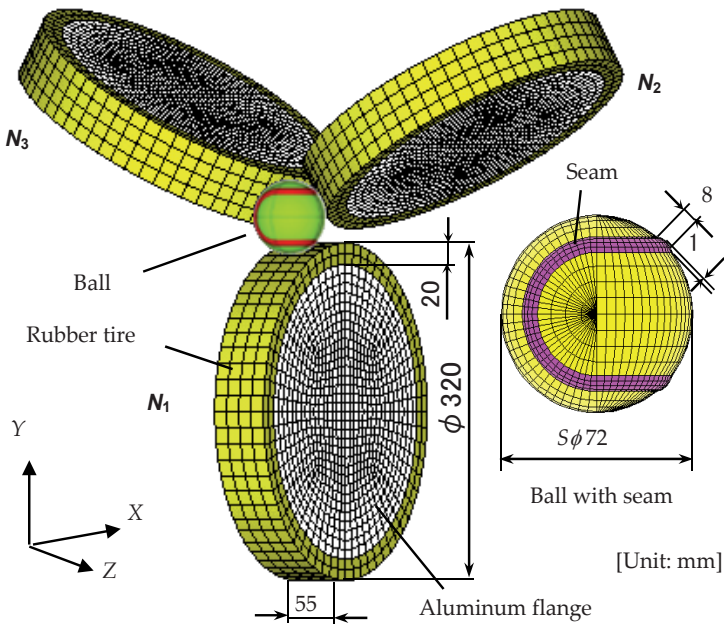 N2
N3
Seam
8
1
Ball
20
Rubber tire
N1
ϕ 320
Y
Sϕ72
X
Ball with seam
Z
[Unit: mm]
55
Aluminum flange